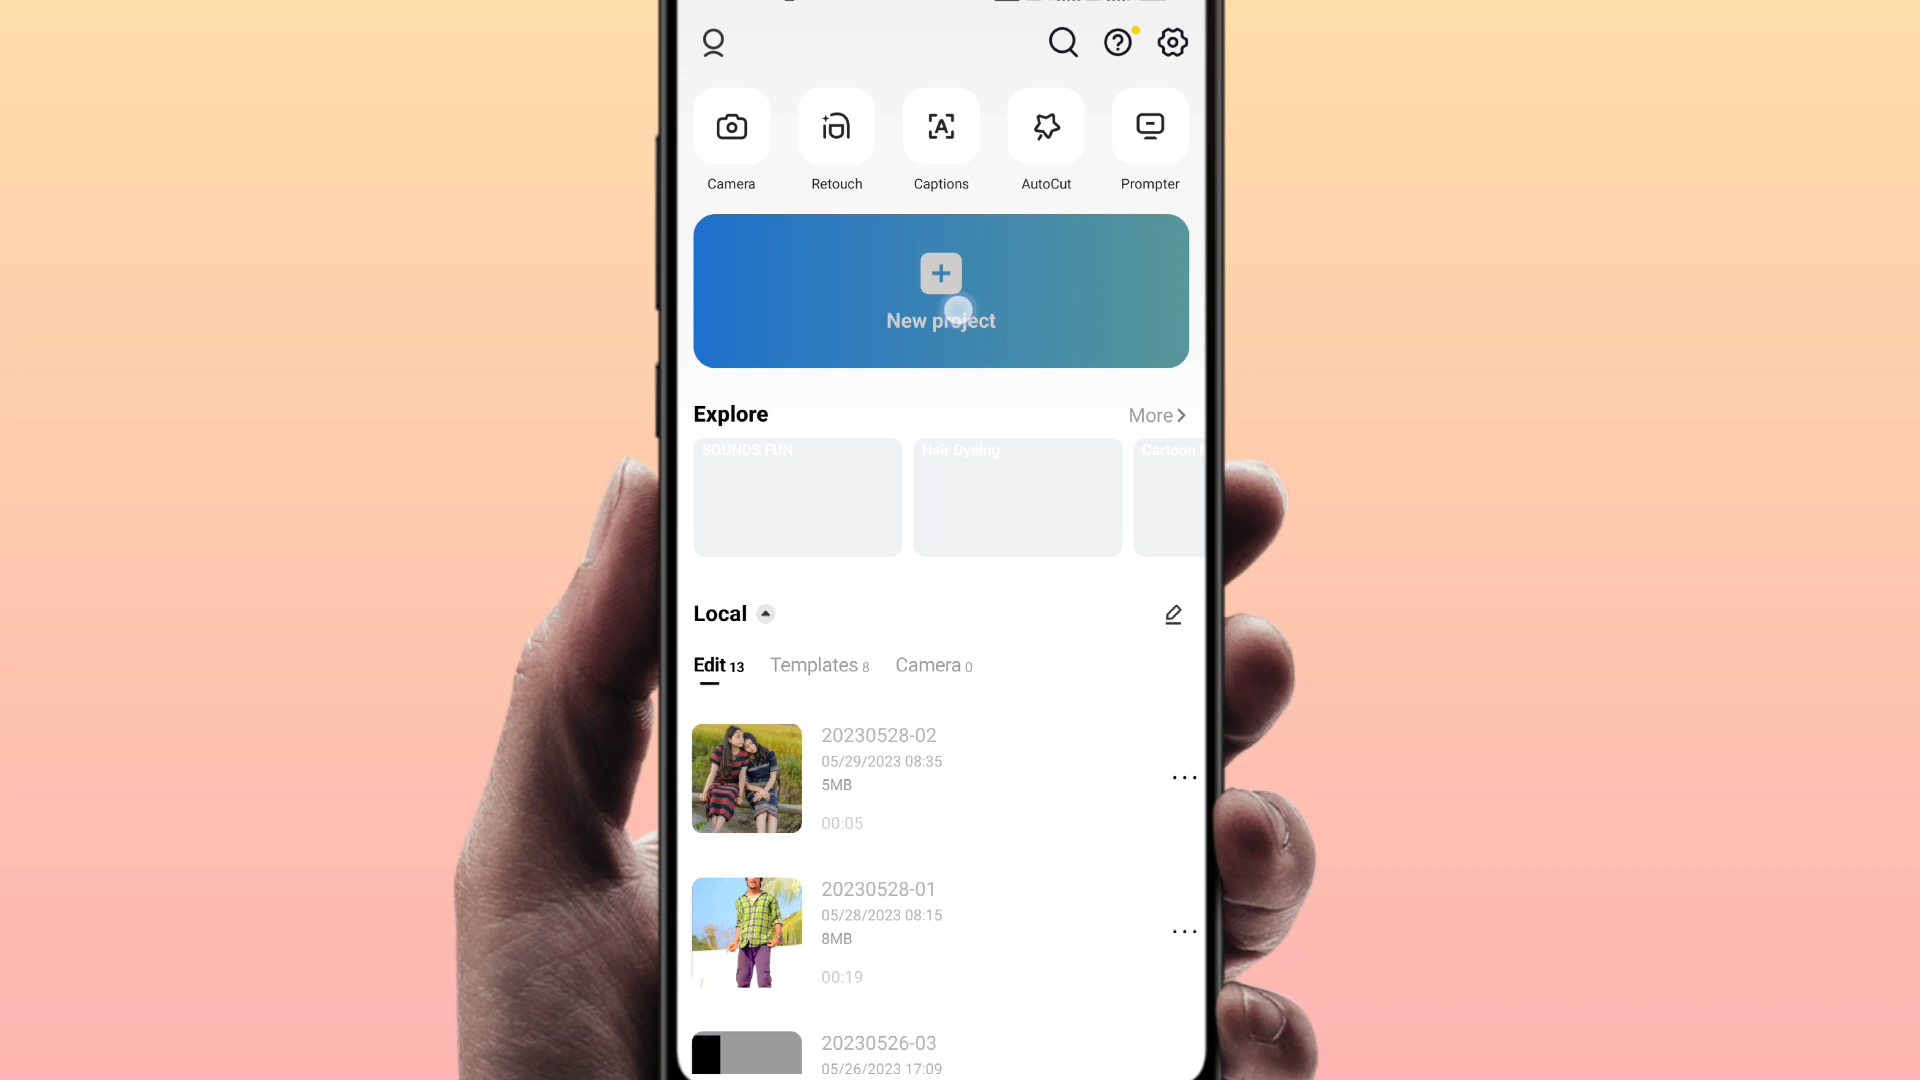 Camera
Retouch
Captions
AutoCut
Prompter
New project
Explore
More
SOUNDS FUN
Hair Dyeing
Cartoon
Local
Edit 13
Templates 8
Camera 0
20230528-02
05/29/2023 08:35
5MB
00:05
20230528-01
05/28/2023 08:15
8MB
00:19
20230526-03
05/26/2023 17:09